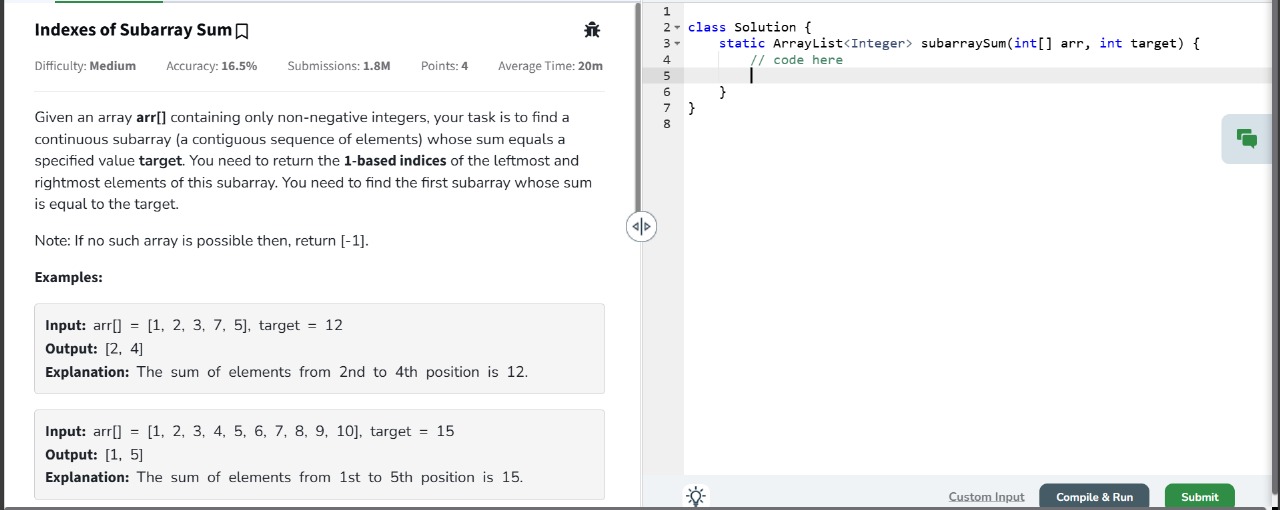 Indexes of Subarray Sum
Difficulty: Medium Accuracy: 16.5% Submissions: 1.8M Points: 4 Average Time: 20m
Given an array arr[] containing only non-negative integers, your task is to find a
continuous subarray (a contiguous sequence of elements) whose sum equals a
specified value target. You need to return the 1-based indices of the leftmost and
rightmost elements of this subarray. You need to find the first subarray whose sum
is equal to the target.
Note: If no such array is possible then, return [-1].
Examples:
Input: arr[] = [1, 2, 3, 7, 5], target = 12
Output: [2, 4]
Explanation: The sum of elements from 2nd to 4th position is 12.
Input: arr[] = [1, 2, 3, 4, 5, 6, 7, 8, 9, 10], target = 15
Output: [1, 5]
Explanation: The sum of elements from 1st to 5th position is 15.
1
2 class Solution {
3 static ArrayList<Integer> subarraySum(int[] arr, int target) {
4 // code here
5
6 }
7 }
8
Custom Input Compile & Run Submit